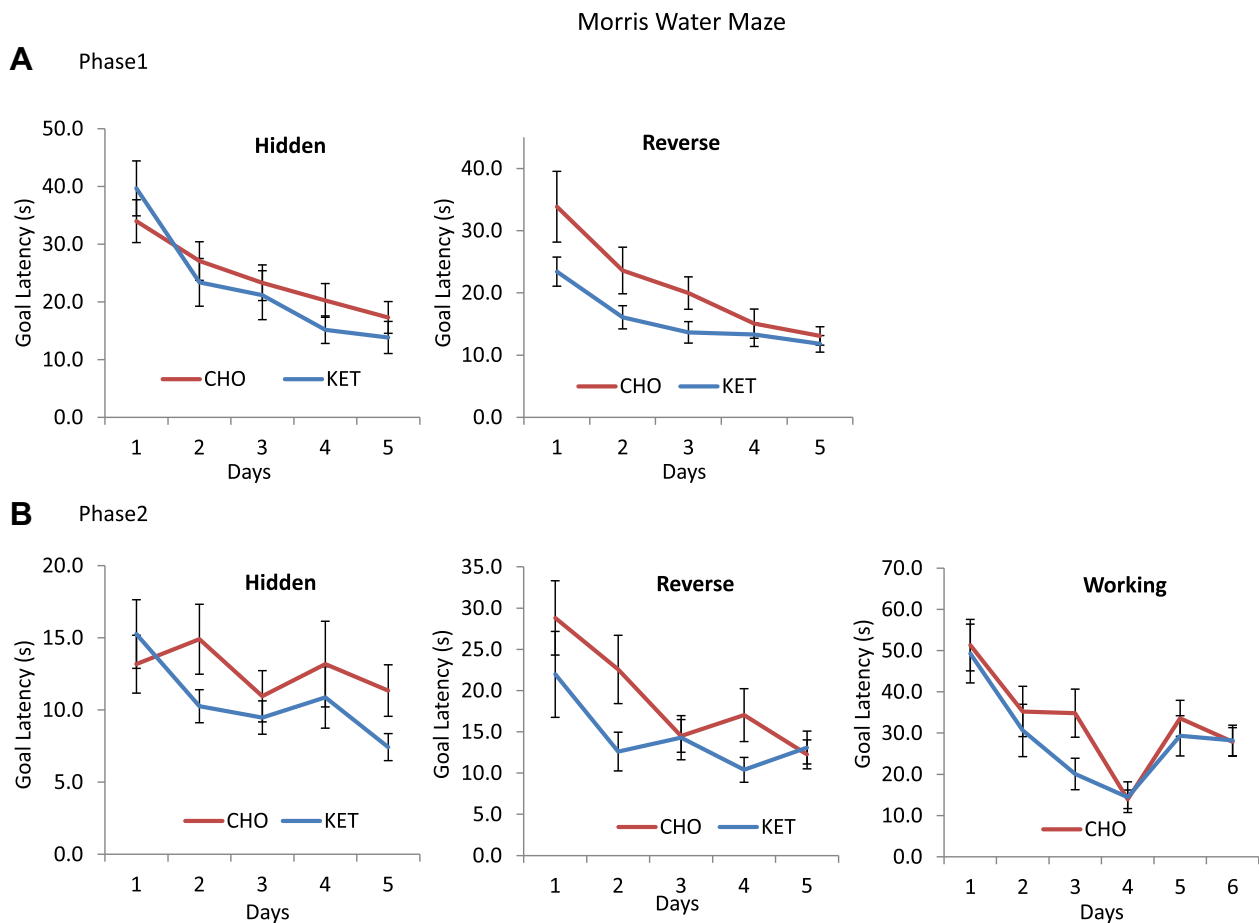 Morris Water Maze
A Phase1
Hidden
Goal Latency (s)
50.0
40.0
30.0
20.0
10.0
0.0
CHO KET
1 2 3 4 5
Days
Reverse
Goal Latency (s)
40.0
30.0
20.0
10.0
0.0
CHO KET
1 2 3 4 5
Days
B Phase2
Hidden
Goal Latency (s)
20.0
15.0
10.0
5.0
0.0
CHO KET
1 2 3 4 5
Days
Reverse
Goal Latency (s)
35.0
30.0
25.0
20.0
15.0
10.0
5.0
0.0
CHO KET
1 2 3 4 5
Days
Working
Goal Latency (s)
70.0
60.0
50.0
40.0
30.0
20.0
10.0
0.0
CHO
1 2 3 4 5 6
Days